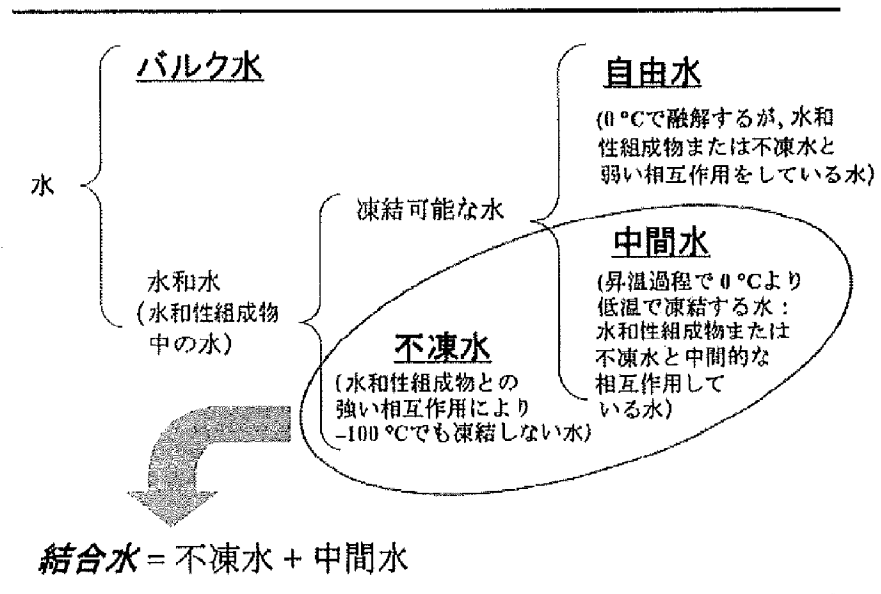 バルク水
水
水和水
(水和性組成物
中の水)
凍結可能な水
自由水
(0 °Cで融解するが, 水和
性組成物または不凍水と
弱い相互作用をしている水)
中間水
(昇温過程で 0 °Cより
低温で凍結する水：
水和性組成物または
不凍水と中間的な
相互作用して
いる水)
不凍水
(水和性組成物との
強い相互作用により
–100 °Cでも凍結しない水)
結合水 = 不凍水 + 中間水